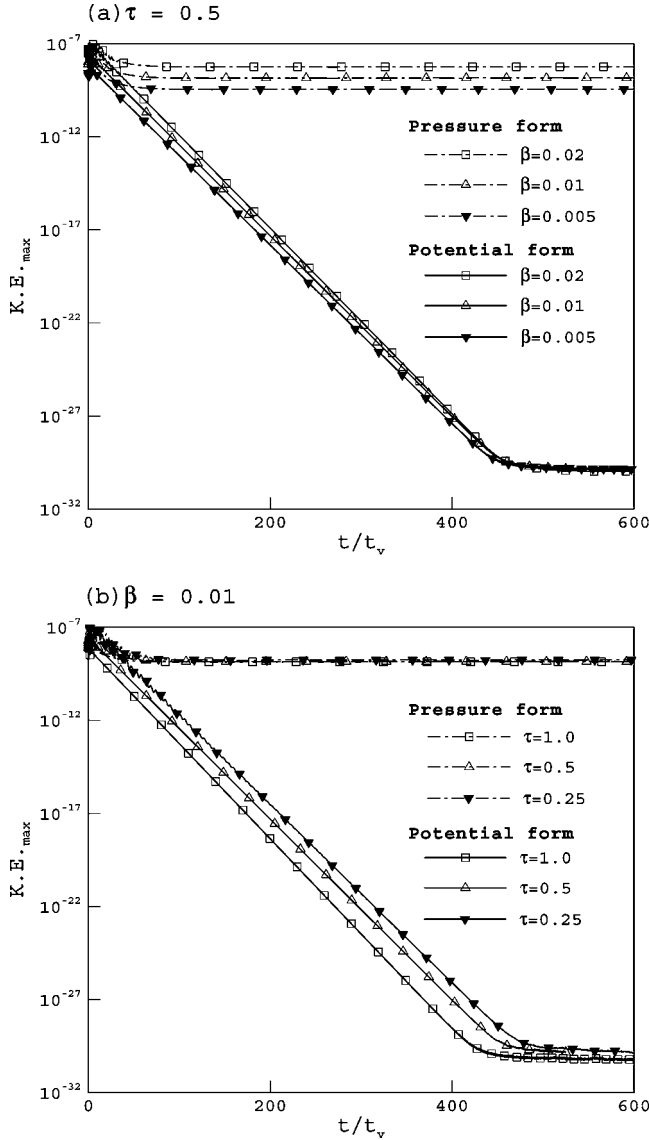 (a) τ = 0.5
10^-7
10^-12
10^-17
10^-22
10^-27
10^-32
K.E.max
Pressure form
β=0.02
β=0.01
β=0.005
Potential form
β=0.02
β=0.01
β=0.005
0
200
400
600
t/tv
(b) β = 0.01
10^-7
10^-12
10^-17
10^-22
10^-27
10^-32
K.E.max
Pressure form
τ=1.0
τ=0.5
τ=0.25
Potential form
τ=1.0
τ=0.5
τ=0.25
0
200
400
600
t/tv